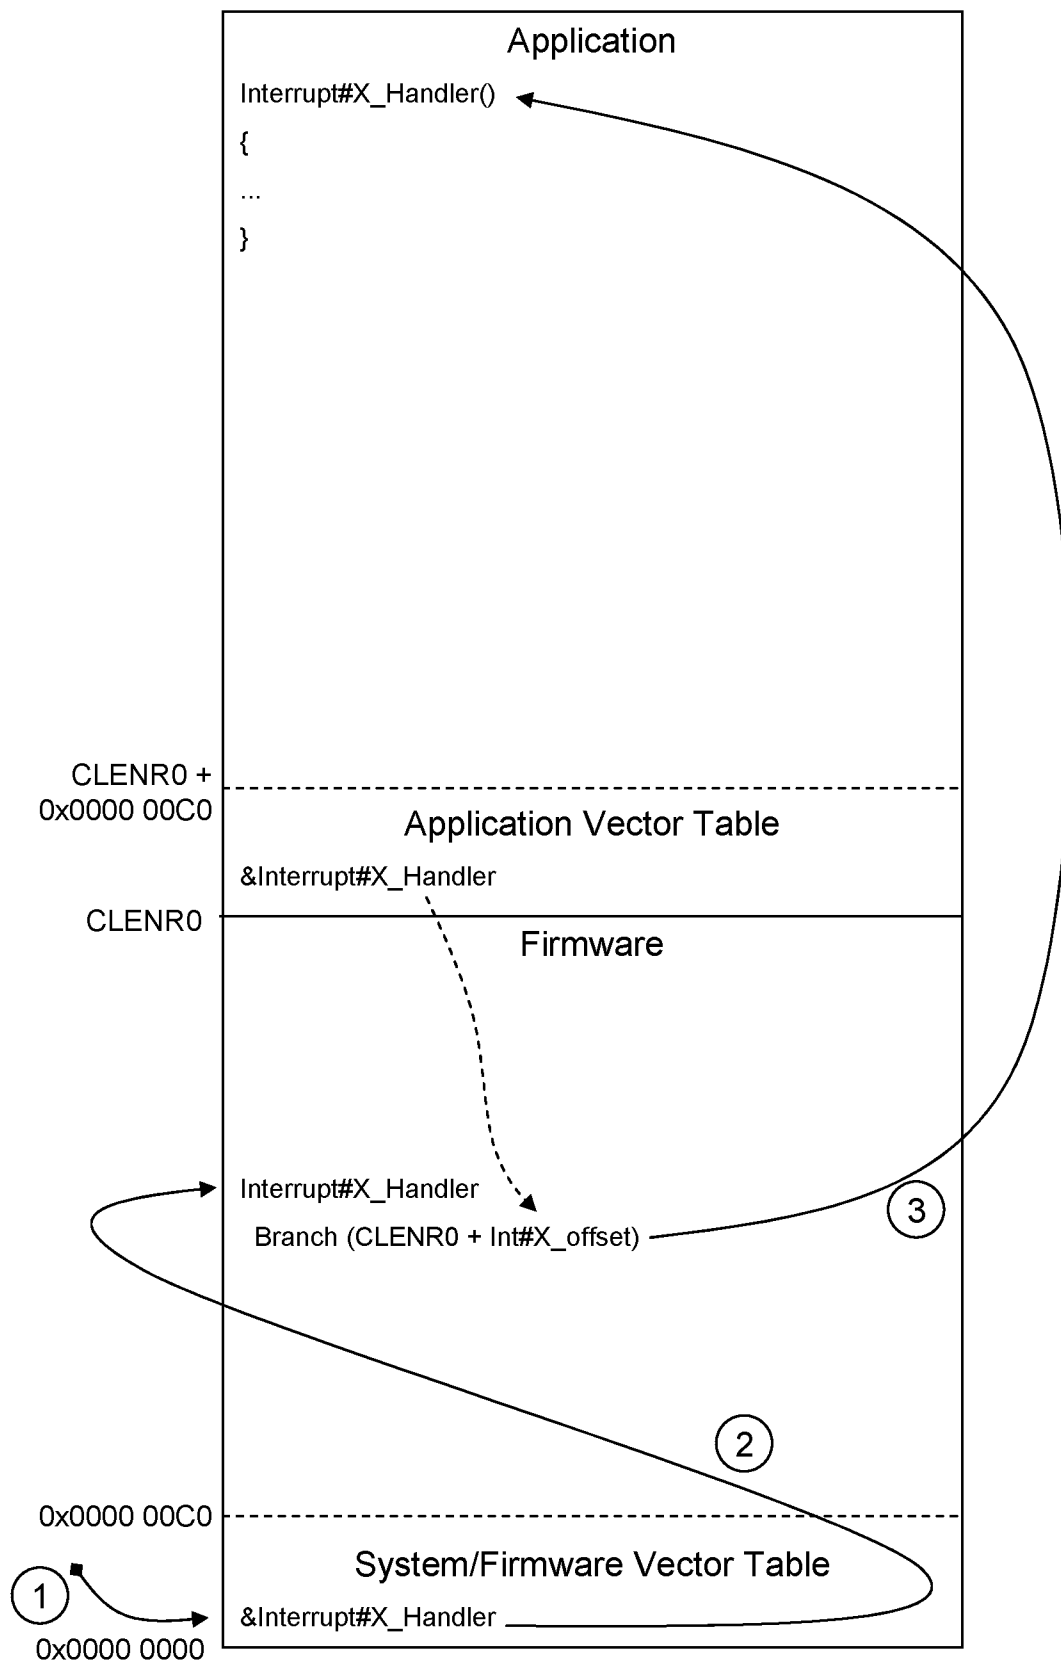 Application
Interrupt#X_Handler()
{
...
}
CLENR0 +
0x0000 00C0
Application Vector Table
&Interrupt#X_Handler
CLENR0
Firmware
Interrupt#X_Handler
Branch (CLENR0 + Int#X_offset)
3
2
0x0000 00C0
System/Firmware Vector Table
1
&Interrupt#X_Handler
0x0000 0000